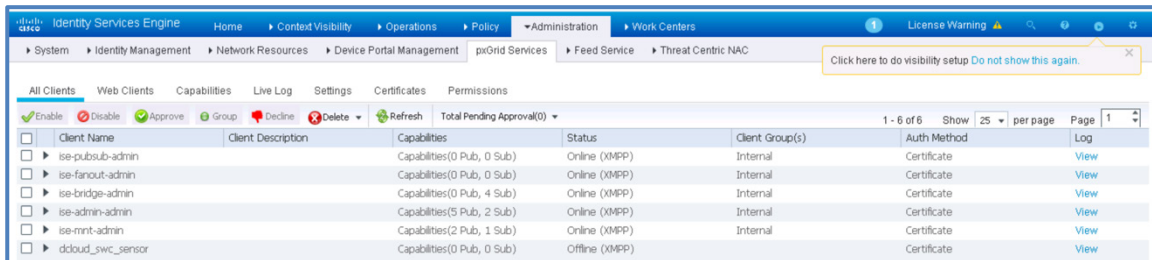 cisco Identity Services Engine Home Context Visibility Operations Policy Administration Work Centers 1 License Warning
System Identity Management Network Resources Device Portal Management pxGrid Services Feed Service Threat Centric NAC
Click here to do visibility setup Do not show this again.
All Clients Web Clients Capabilities Live Log Settings Certificates Permissions
Enable Disable Approve Group Decline Delete Refresh Total Pending Approval(0) 1 - 6 of 6 Show 25 per page Page 1
Client Name Client Description Capabilities Status Client Group(s) Auth Method Log
ise-pubsub-admin Capabilities(0 Pub, 0 Sub) Online (XMPP) Internal Certificate View
ise-fanout-admin Capabilities(0 Pub, 0 Sub) Online (XMPP) Internal Certificate View
ise-bridge-admin Capabilities(0 Pub, 4 Sub) Online (XMPP) Internal Certificate View
ise-admin-admin Capabilities(5 Pub, 2 Sub) Online (XMPP) Internal Certificate View
ise-mnt-admin Capabilities(2 Pub, 1 Sub) Online (XMPP) Internal Certificate View
dcloud_swc_sensor Capabilities(0 Pub, 0 Sub) Offline (XMPP) Certificate View